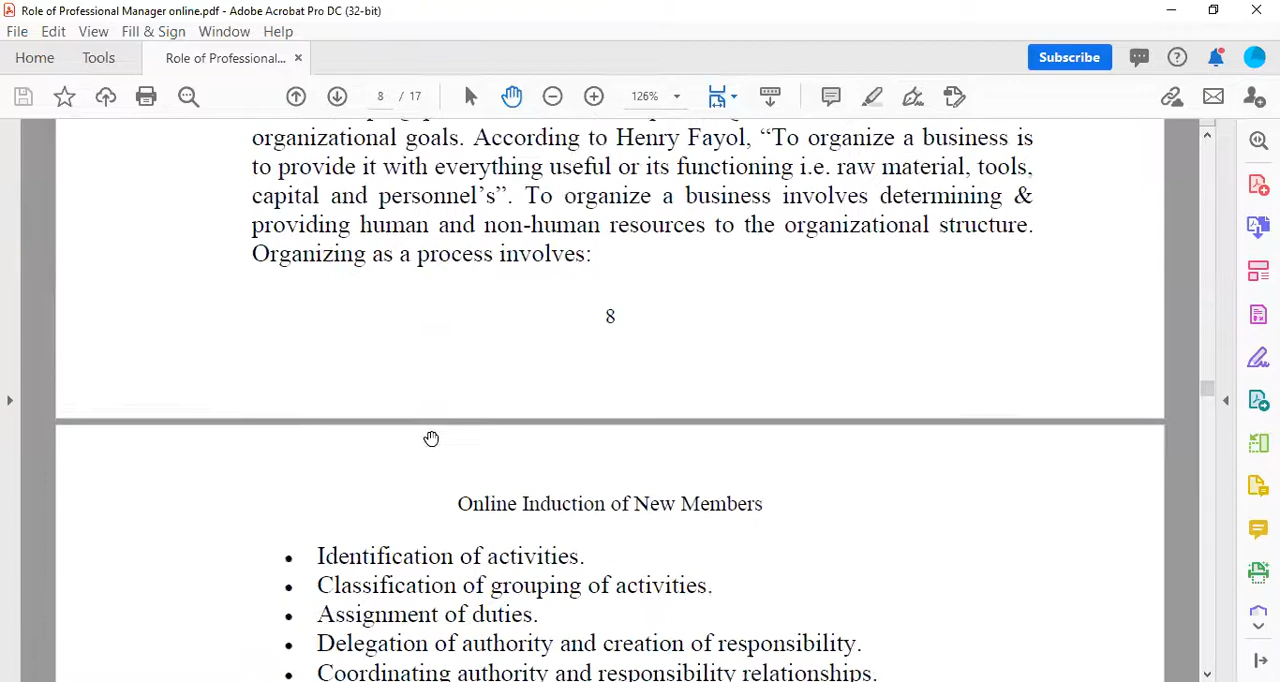 Role of Professional Manager online.pdf - Adobe Acrobat Pro DC (32-bit)
File Edit View Fill & Sign Window Help
Home Tools Role of Professional... ×
Subscribe
8 / 17 126%
organizational goals. According to Henry Fayol, “To organize a business is
to provide it with everything useful or its functioning i.e. raw material, tools,
capital and personnel’s”. To organize a business involves determining &
providing human and non-human resources to the organizational structure.
Organizing as a process involves:
8
Online Induction of New Members
• Identification of activities.
• Classification of grouping of activities.
• Assignment of duties.
• Delegation of authority and creation of responsibility.
• Coordinating authority and responsibility relationships.